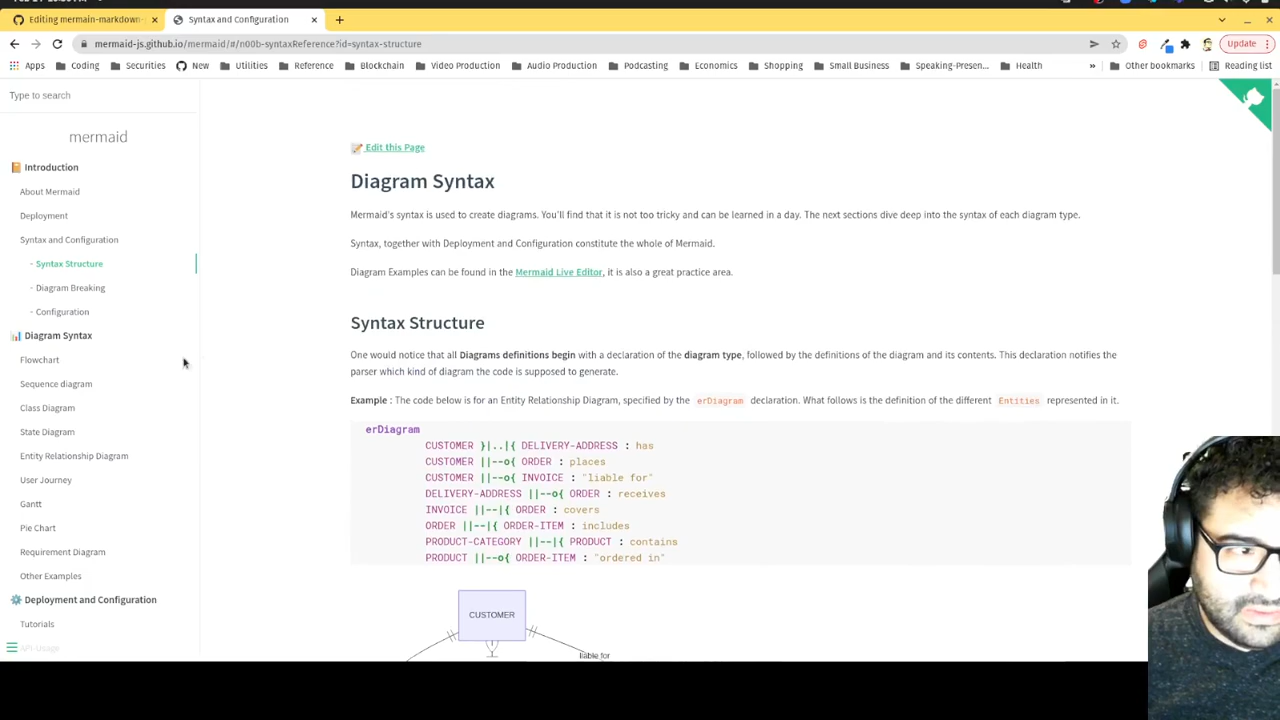 Editing mermain-markdown-
Syntax and Configuration
mermaid-js.github.io/mermaid/#/n00b-syntaxReference?id=syntax-structure
Update
Apps Coding Securities New Utilities Reference Blockchain Video Production Audio Production Podcasting Economics Shopping Small Business Speaking-Presen... Health » Other bookmarks Reading list
Type to search
mermaid
Introduction
About Mermaid
Deployment
Syntax and Configuration
- Syntax Structure
- Diagram Breaking
- Configuration
Diagram Syntax
Flowchart
Sequence diagram
Class Diagram
State Diagram
Entity Relationship Diagram
User Journey
Gantt
Pie Chart
Requirement Diagram
Other Examples
Deployment and Configuration
Tutorials
API-Usage
Edit this Page
Diagram Syntax
Mermaid's syntax is used to create diagrams. You'll find that it is not too tricky and can be learned in a day. The next sections dive deep into the syntax of each diagram type.
Syntax, together with Deployment and Configuration constitute the whole of Mermaid.
Diagram Examples can be found in the Mermaid Live Editor, it is also a great practice area.
Syntax Structure
One would notice that all Diagrams definitions begin with a declaration of the diagram type, followed by the definitions of the diagram and its contents. This declaration notifies the
parser which kind of diagram the code is supposed to generate.
Example : The code below is for an Entity Relationship Diagram, specified by the erDiagram declaration. What follows is the definition of the different Entities represented in it.
erDiagram
CUSTOMER }|..|{ DELIVERY-ADDRESS : has
CUSTOMER ||--o{ ORDER : places
CUSTOMER ||--o{ INVOICE : "liable for"
DELIVERY-ADDRESS ||--o{ ORDER : receives
INVOICE ||--|{ ORDER : covers
ORDER ||--|{ ORDER-ITEM : includes
PRODUCT-CATEGORY ||--|{ PRODUCT : contains
PRODUCT ||--o{ ORDER-ITEM : "ordered in"
CUSTOMER
liable for